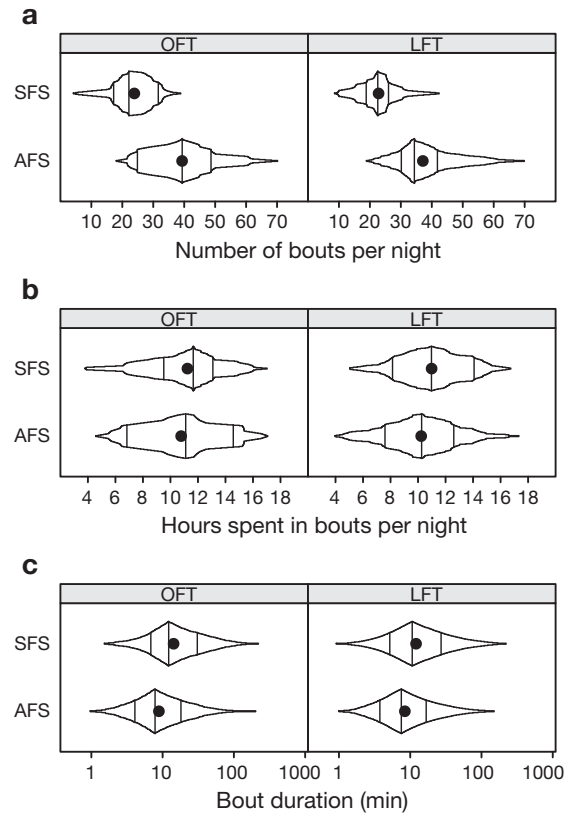 a
OFT LFT
SFS
AFS
10 20 30 40 50 60 70 10 20 30 40 50 60 70
Number of bouts per night
b
OFT LFT
SFS
AFS
4 6 8 10 12 14 16 18 4 6 8 10 12 14 16 18
Hours spent in bouts per night
c
OFT LFT
SFS
AFS
1 10 100 1000 1 10 100 1000
Bout duration (min)